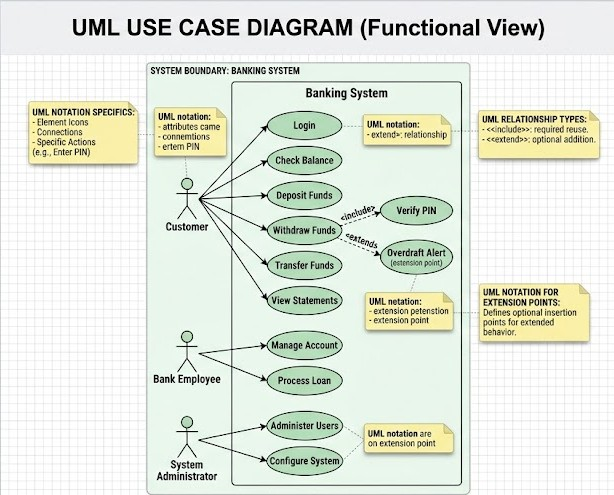 UML USE CASE DIAGRAM (Functional View)
SYSTEM BOUNDARY: BANKING SYSTEM
Banking System
UML NOTATION SPECIFICS:
- Element Icons
- Connections
- Specific Actions
(e.g., Enter PIN)
UML notation:
- attributes came
- connemtions
- ertem PIN
Login
UML notation:
- extend>: relationship
UML RELATIONSHIP TYPES:
- <<include>>: required reuse.
- <<extend>>: optional addition.
Check Balance
Deposit Funds
Customer
Withdraw Funds
<include>
Verify PIN
<extends
Overdraft Alert
(estension point)
Transfer Funds
View Statements
UML notation:
- extension petenstion
- extension point
UML NOTATION FOR
EXTENSION POINTS:
Defines optional insertion
points for extended
behavior.
Manage Account
Bank Employee
Process Loan
Administer Users
UML notation are
on extension point
Configure System
System
Administrator